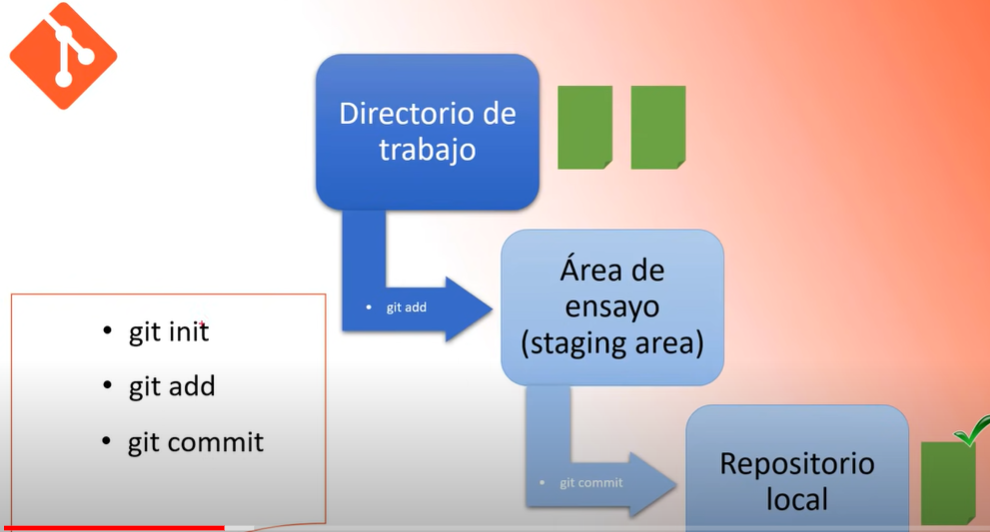 Directorio de
trabajo
• git add
Área de
ensayo
(staging area)
• git init
• git add
• git commit
• git commit
Repositorio
local